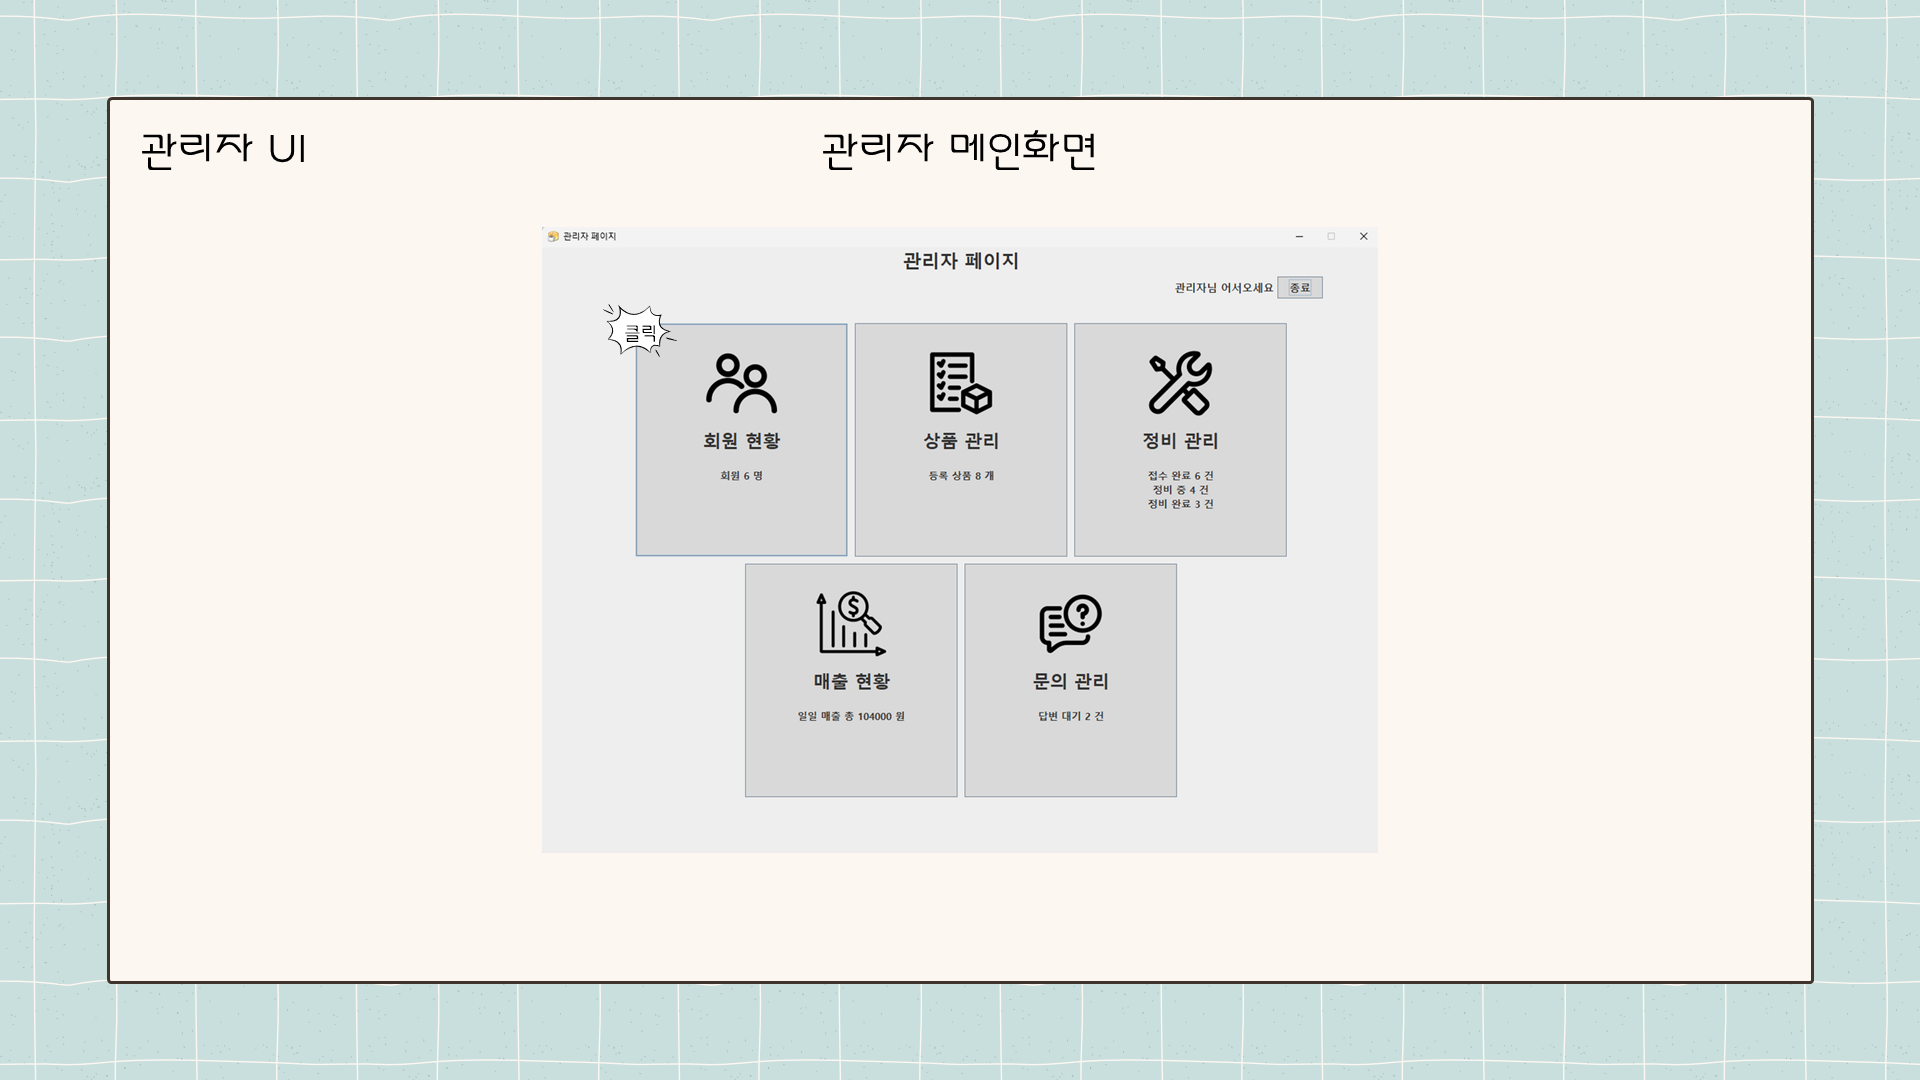 관리자 UI
관리자 메인화면
관리자 페이지
관리자 페이지
관리자님 어서오세요 종료
클릭
회원 현황
회원 6 명
상품 관리
등록 상품 8 개
정비 관리
접수 완료 6 건
정비 중 4 건
정비 완료 3 건
매출 현황
일일 매출 총 104000 원
문의 관리
답변 대기 2 건